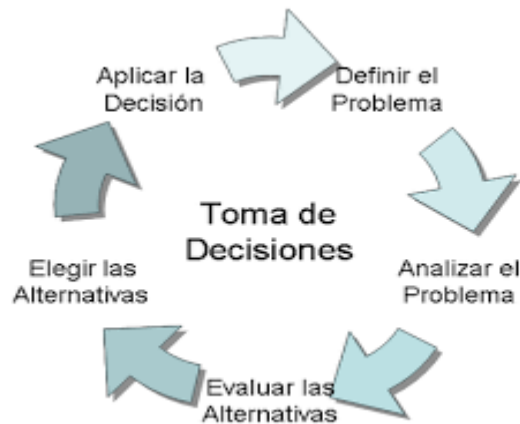 Aplicar la
Decisión
Definir el
Problema
Toma de
Decisiones
Analizar el
Problema
Evaluar las
Alternativas
Elegir las
Alternativas